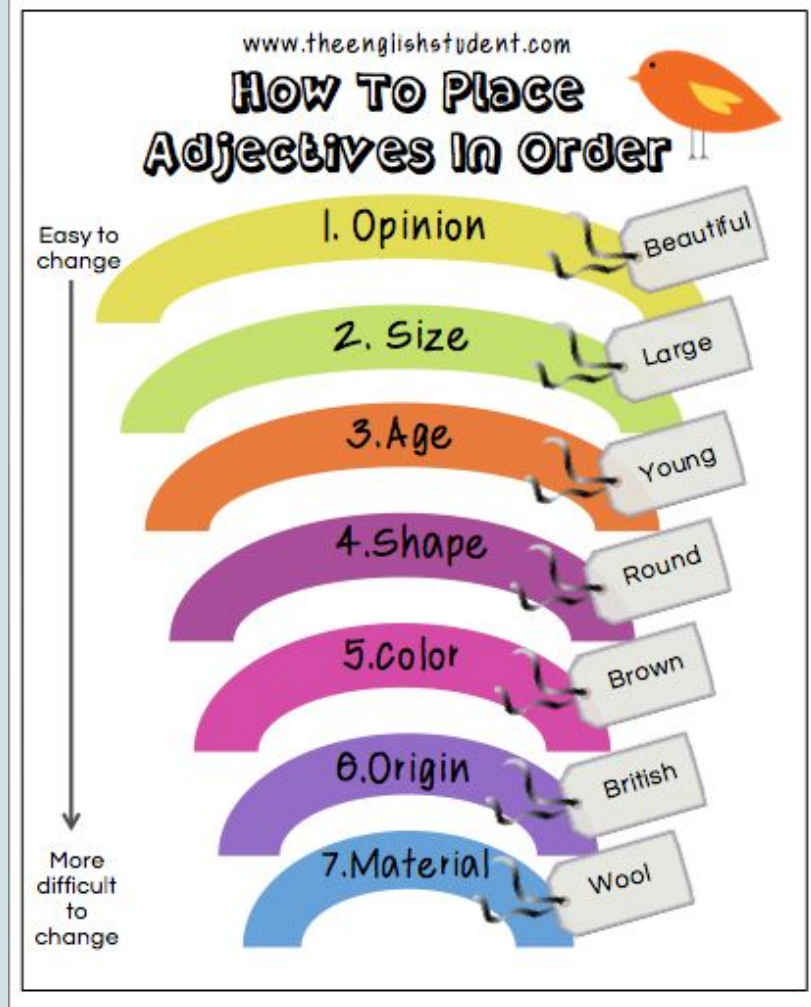 www.theenglishstudent.com
How To Place
Adjectives In Order
Easy to
change
1. Opinion
Beautiful
2. Size
Large
3.Age
Young
4.Shape
Round
5.Color
Brown
6.Origin
British
7.Material
Wool
More
difficult
to
change